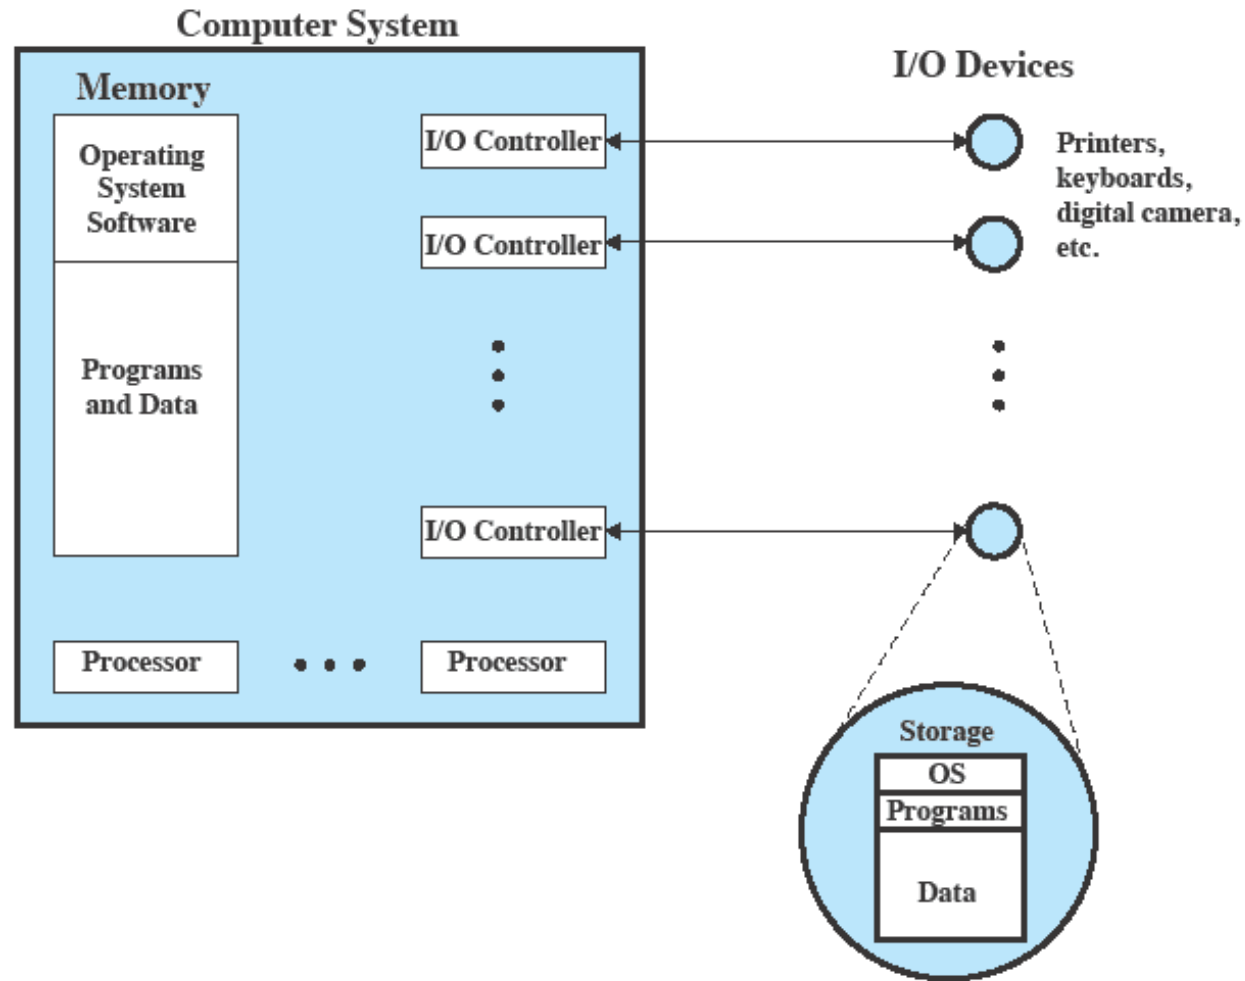 Computer System
I/O Devices
Memory
Operating
System
Software
Programs
and Data
I/O Controller
I/O Controller
I/O Controller
Printers,
keyboards,
digital camera,
etc.
Processor
Processor
Storage
OS
Programs
Data